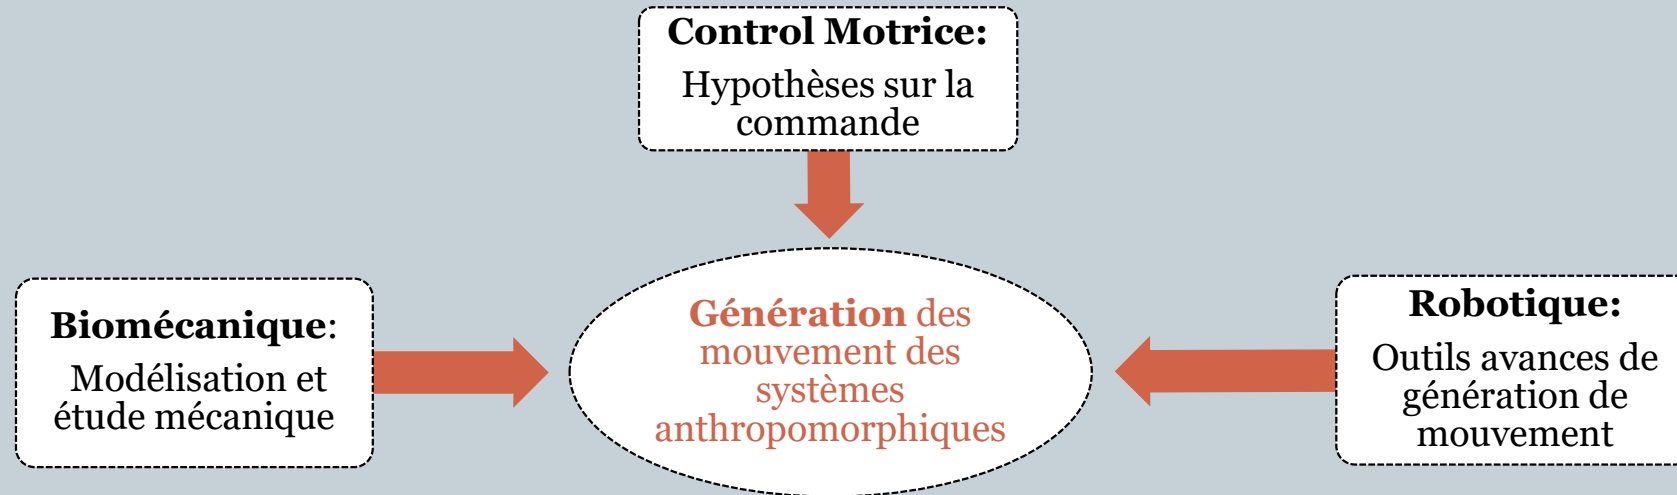 Control Motrice:
Hypothèses sur la
commande
Biomécanique:
Modélisation et
étude mécanique
Génération des
mouvement des
systèmes
anthropomorphiques
Robotique:
Outils avances de
génération de
mouvement